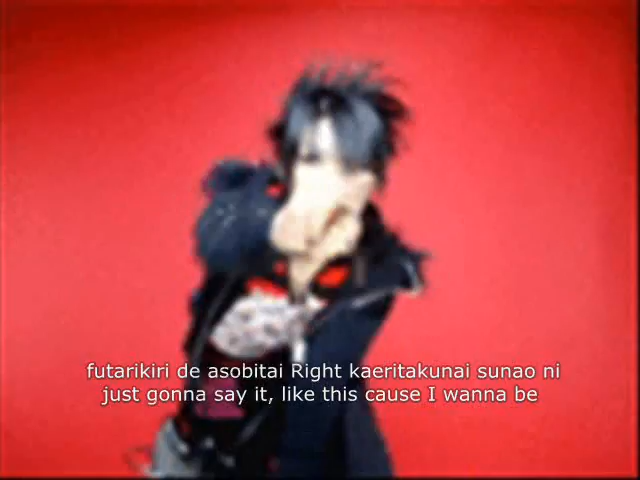 futarikiri de asobitai Right kaeritakunai sunao ni
just gonna say it, like this cause I wanna be